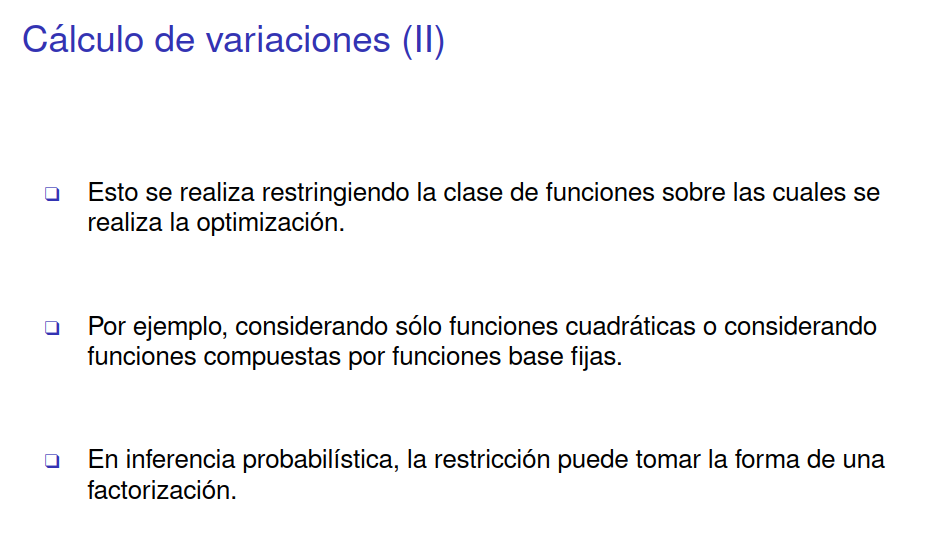 Cálculo de variaciones (II)
❑ Esto se realiza restringiendo la clase de funciones sobre las cuales se
realiza la optimización.
❑ Por ejemplo, considerando sólo funciones cuadráticas o considerando
funciones compuestas por funciones base fijas.
❑ En inferencia probabilística, la restricción puede tomar la forma de una
factorización.